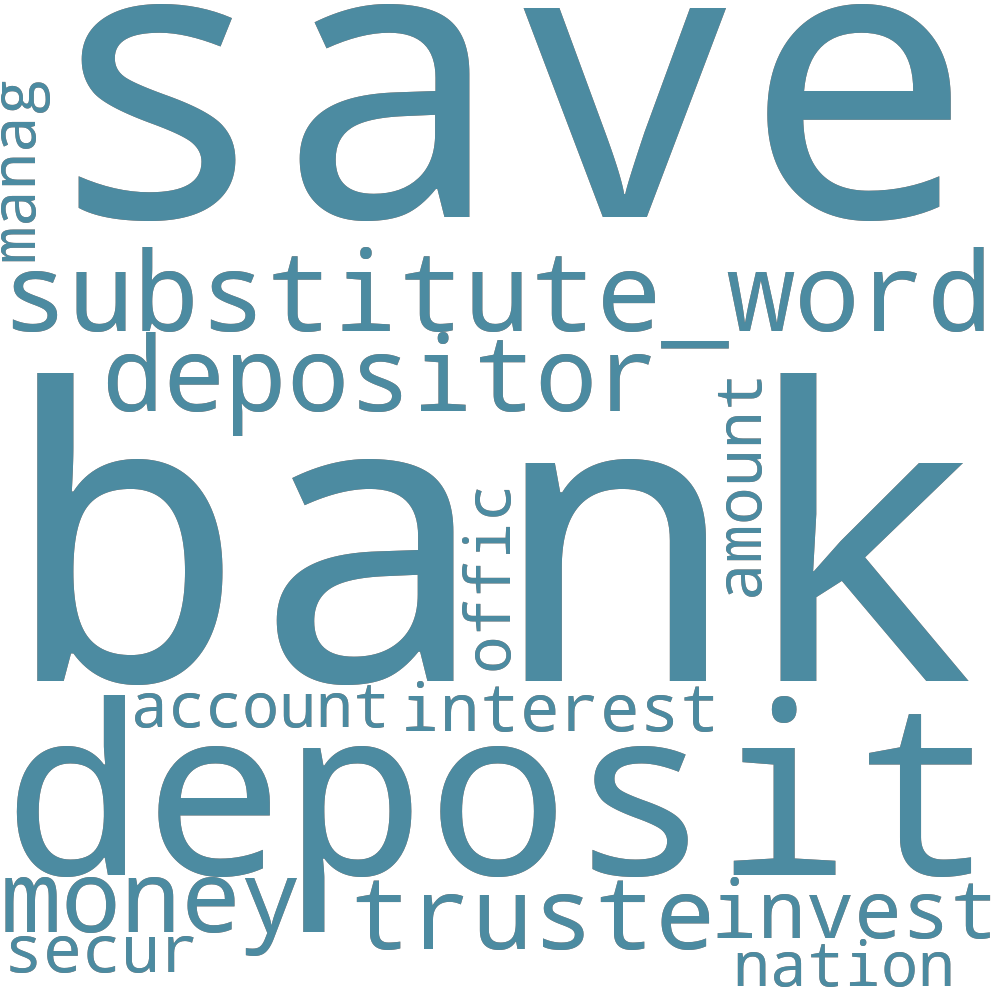 save
manag
substitute_word
depositor
bank
amount
offic
account interest
deposit
money truste invest
secur nation